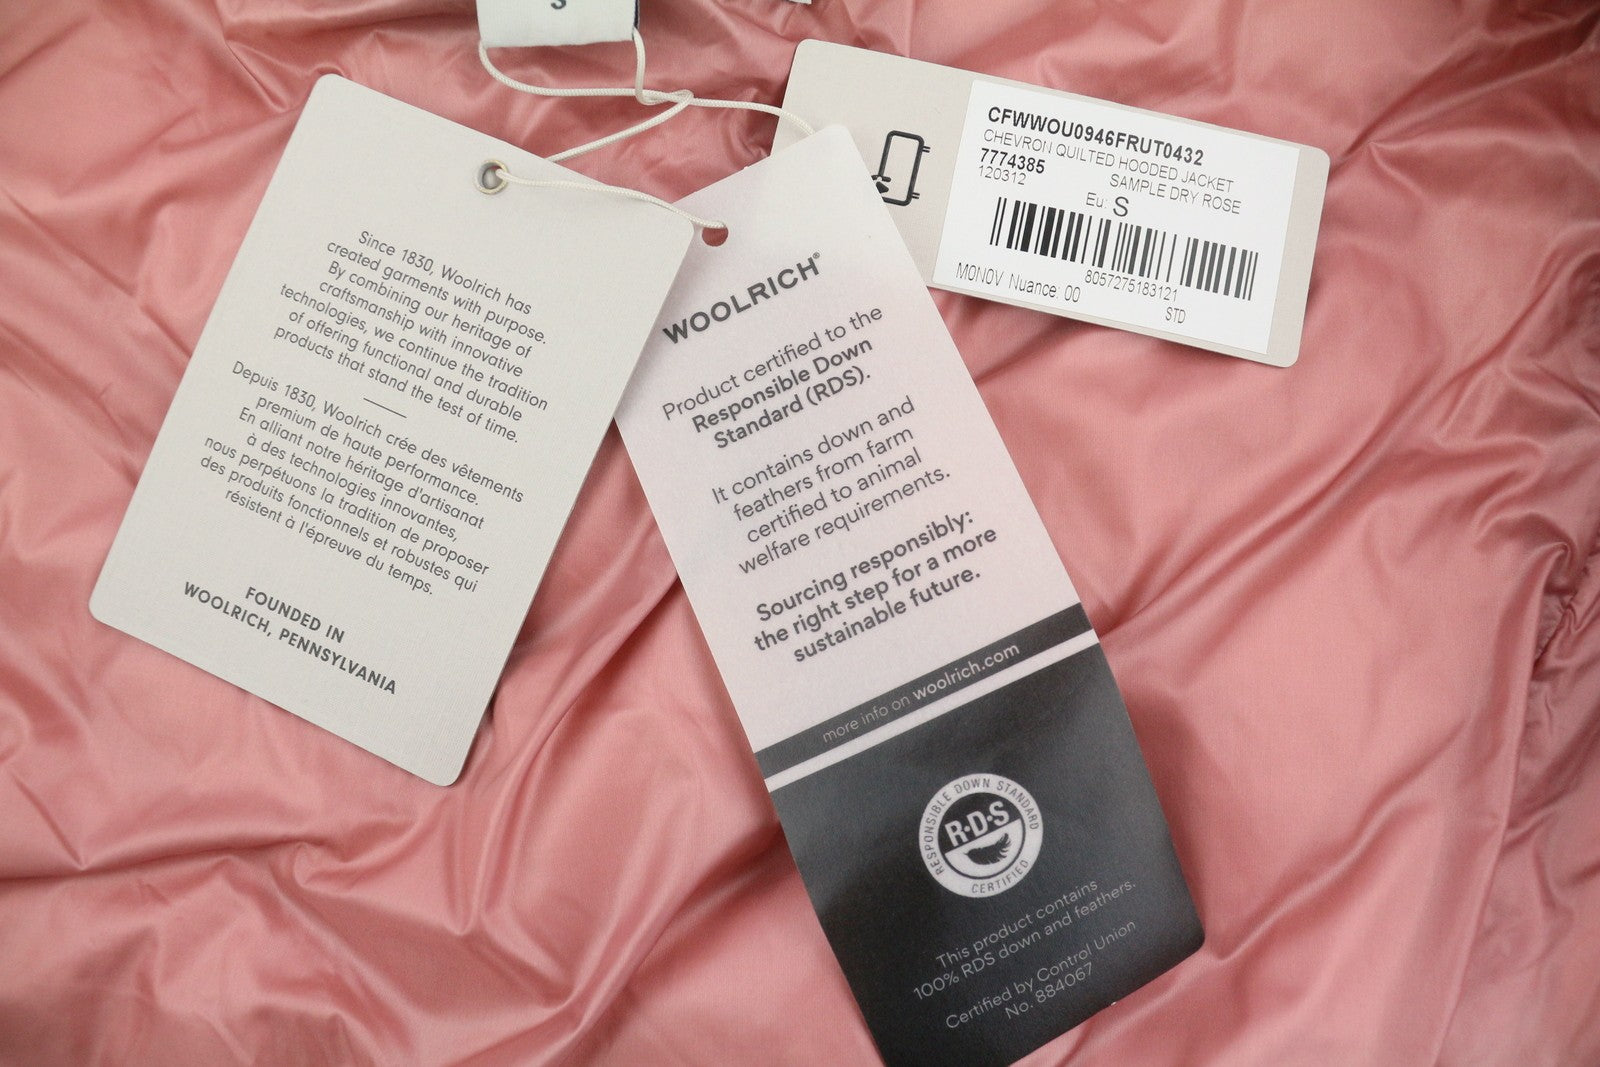 S
Since 1830, Woolrich has
created garments with purpose.
By combining our heritage of
craftsmanship with innovative
technologies, we continue the tradition
of offering functional and durable
products that stand the test of time.
Depuis 1830, Woolrich crée des vêtements
premium de haute performance.
En alliant notre héritage d'artisanat
à des technologies innovantes,
nous perpétuons la tradition de proposer
des produits fonctionnels et robustes qui
résistent à l'épreuve du temps.
FOUNDED IN
WOOLRICH, PENNSYLVANIA
WOOLRICH®
Product certified to the
Responsible Down
Standard (RDS).
It contains down and
feathers from farm
certified to animal
welfare requirements.
Sourcing responsibly:
the right step for a more
sustainable future.
more info on woolrich.com
RESPONSIBLE DOWN STANDARD
R·D·S
CERTIFIED
This product contains
100% RDS down and feathers.
Certified by Control Union
No. 884067
CFWWOU0946FRUT0432
CHEVRON QUILTED HOODED JACKET
7774385 SAMPLE DRY ROSE
120312
Eu: S
8057275183121
M0N0V Nuance: 00
STD